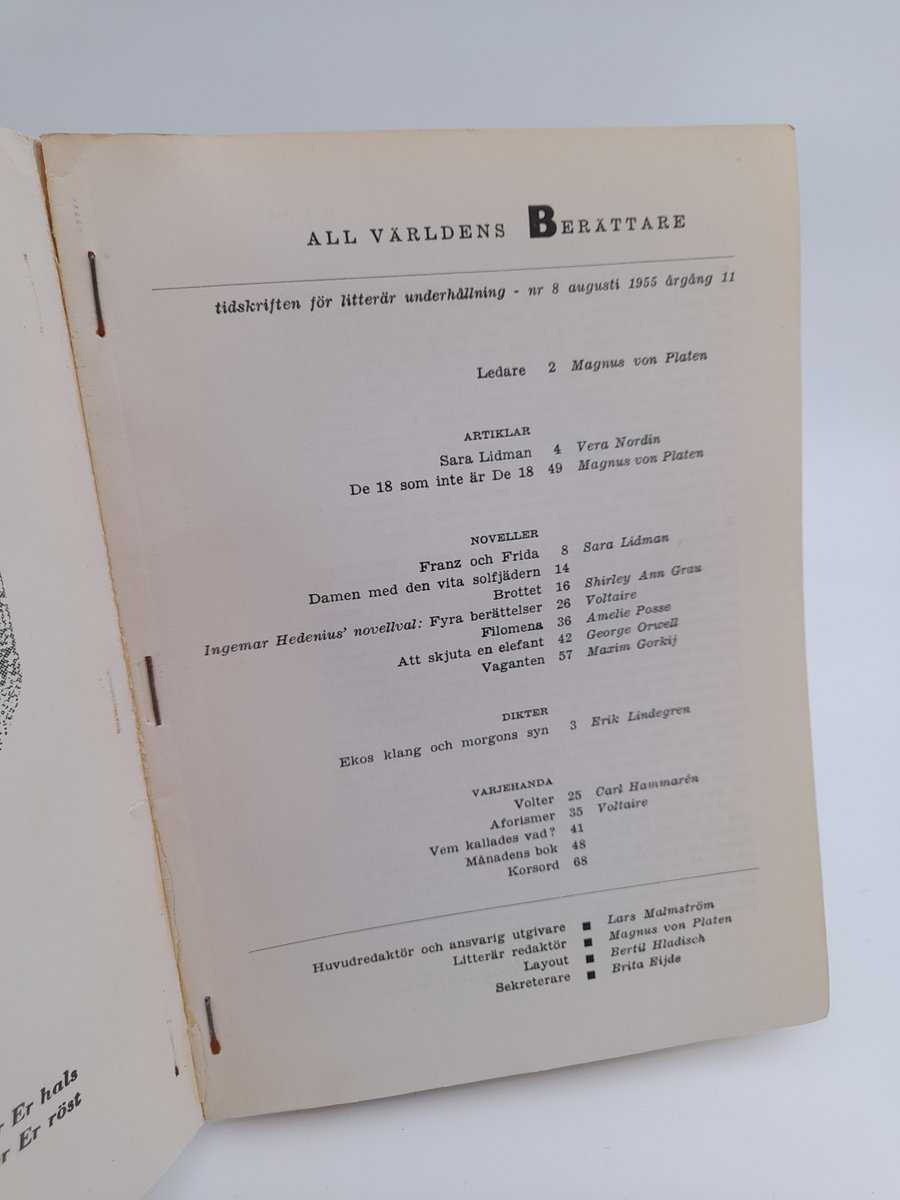 ALL VÄRLDENS BERÄTTARE
tidskriften för litterär underhållning - nr 8 augusti 1955 årgång 11
Ledare 2 Magnus von Platen
ARTIKLAR
Sara Lidman 4 Vera Nordin
De 18 som inte är De 18 49 Magnus von Platen
NOVELLER
Franz och Frida 8 Sara Lidman
Damen med den vita solfjädern 14
Brottet 16 Shirley Ann Grau
Ingemar Hedenius' novellval: Fyra berättelser 26 Voltaire
Filomena 36 Amelie Posse
Att skjuta en elefant 42 George Orwell
Vaganten 57 Maxim Gorkij
DIKTER
Ekos klang och morgons syn 3 Erik Lindegren
VARJEHANDA
Volter 25 Carl Hammarén
Aforismer 35 Voltaire
Vem kallades vad? 41
Månadens bok 48
Korsord 68
Huvudredaktör och ansvarig utgivare ■ Lars Malmström
Litterär redaktör ■ Magnus von Platen
Layout ■ Bertil Hladisch
Sekreterare ■ Brita Eijde
Er hals
Er röst